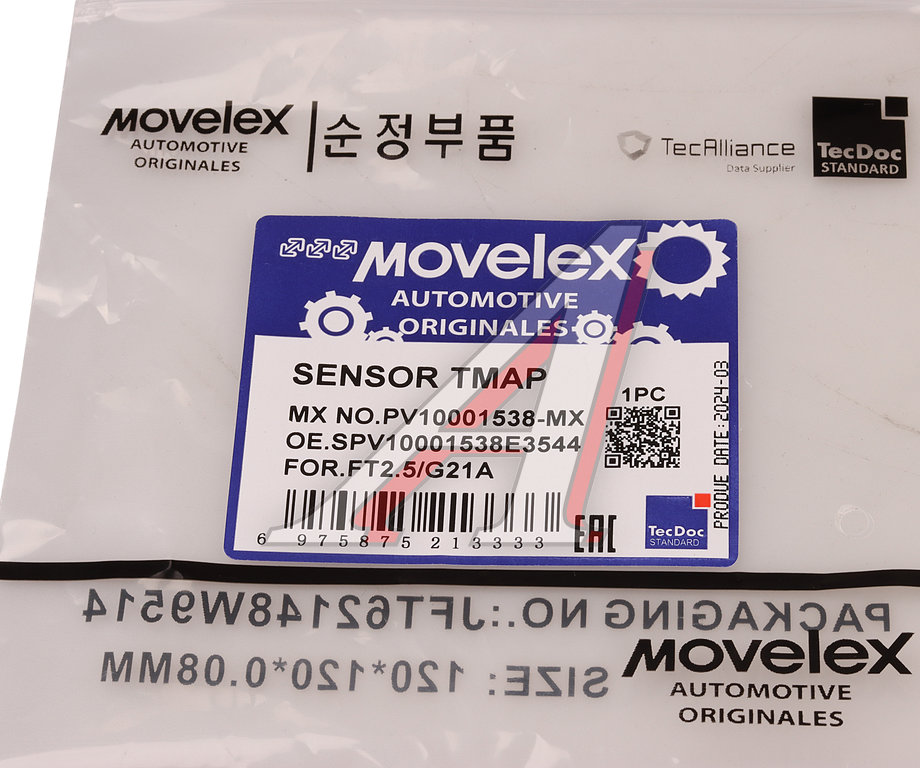 movelex
AUTOMOTIVE
ORIGINALES
순정부품
TecAlliance
Data Supplier
TecDoc
STANDARD
movelex
AUTOMOTIVE
ORIGINALES
SENSOR TMAP
1PC
MX NO.PV10001538-MX
OE.SPV10001538E3544
FOR.FT2.5/G21A
PRODUE DATE:2024-03
6 975875 213333
EAC
TecDoc
STANDARD
PACKAGING NO.:JFT62148W9514
SIZE: 120*120*0.08MM
movelex
AUTOMOTIVE
ORIGINALES